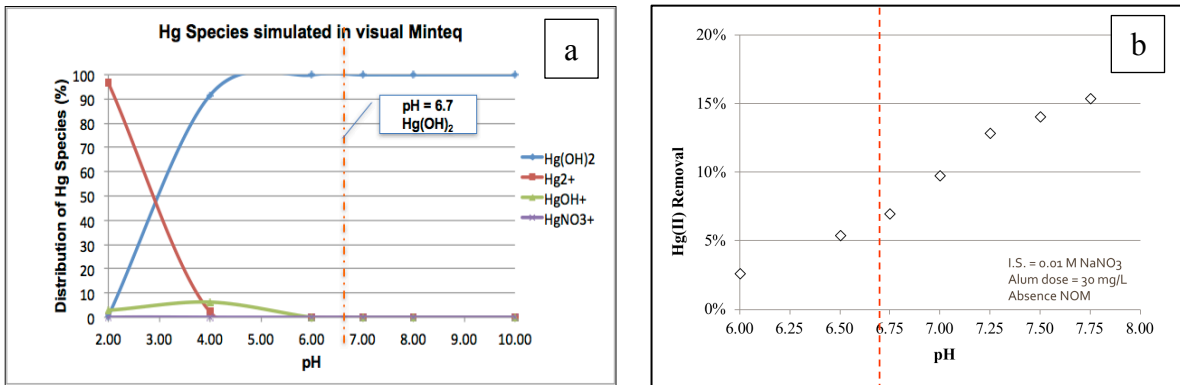 Hg Species simulated in visual Minteq
a
Distribution of Hg Species (%)
100
90
80
70
60
50
40
30
20
10
0
pH = 6.7
Hg(OH)₂
Hg(OH)2
Hg2+
HgOH+
HgNO3+
2.00 3.00 4.00 5.00 6.00 7.00 8.00 9.00 10.00
pH
b
Hg(II) Removal
20%
15%
10%
5%
0%
I.S. = 0.01 M NaNO₃
Alum dose = 30 mg/L
Absence NOM
6.00 6.25 6.50 6.75 7.00 7.25 7.50 7.75 8.00
pH